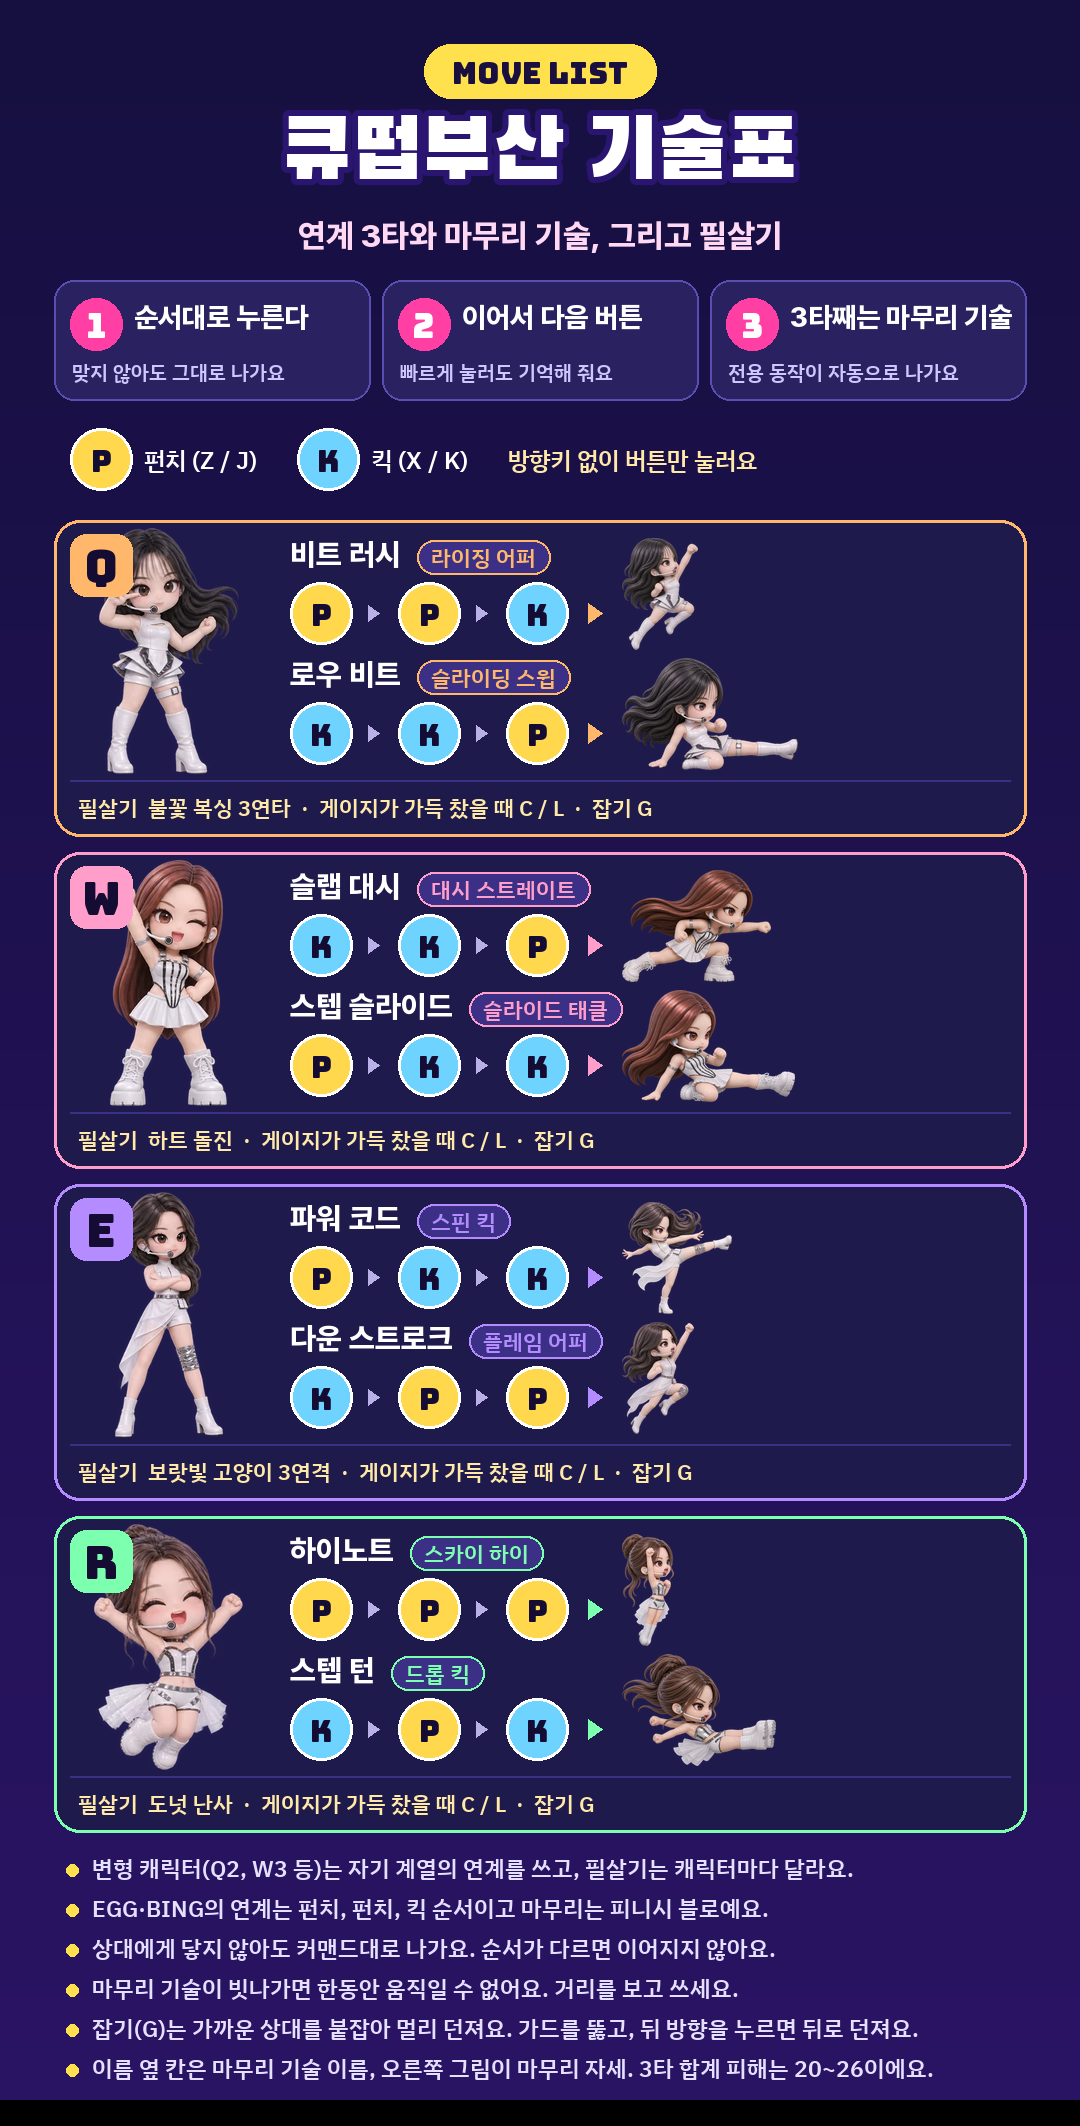 MOVE LIST
큐떱부산 기술표
연계 3타와 마무리 기술, 그리고 필살기
1 순서대로 누른다
맞지 않아도 그대로 나가요
2 이어서 다음 버튼
빠르게 눌러도 기억해 줘요
3 3타째는 마무리 기술
전용 동작이 자동으로 나가요
P 펀치 (Z / J) K 킥 (X / K) 방향키 없이 버튼만 눌러요
Q
비트 러시 라이징 어퍼
P P K
로우 비트 슬라이딩 스윕
K K P
필살기 불꽃 복싱 3연타 · 게이지가 가득 찼을 때 C / L · 잡기 G
W
슬랩 대시 대시 스트레이트
K K P
스텝 슬라이드 슬라이드 태클
P K K
필살기 하트 돌진 · 게이지가 가득 찼을 때 C / L · 잡기 G
E
파워 코드 스핀 킥
P K K
다운 스트로크 플레임 어퍼
K P P
필살기 보랏빛 고양이 3연격 · 게이지가 가득 찼을 때 C / L · 잡기 G
R
하이노트 스카이 하이
P P P
스텝 턴 드롭 킥
K P K
필살기 도넛 난사 · 게이지가 가득 찼을 때 C / L · 잡기 G
변형 캐릭터(Q2, W3 등)는 자기 계열의 연계를 쓰고, 필살기는 캐릭터마다 달라요.
EGG·BING의 연계는 펀치, 펀치, 킥 순서이고 마무리는 피니시 블로예요.
상대에게 닿지 않아도 커맨드대로 나가요. 순서가 다르면 이어지지 않아요.
마무리 기술이 빗나가면 한동안 움직일 수 없어요. 거리를 보고 쓰세요.
잡기(G)는 가까운 상대를 붙잡아 멀리 던져요. 가드를 뚫고, 뒤 방향을 누르면 뒤로 던져요.
이름 옆 칸은 마무리 기술 이름, 오른쪽 그림이 마무리 자세. 3타 합계 피해는 20~26이에요.